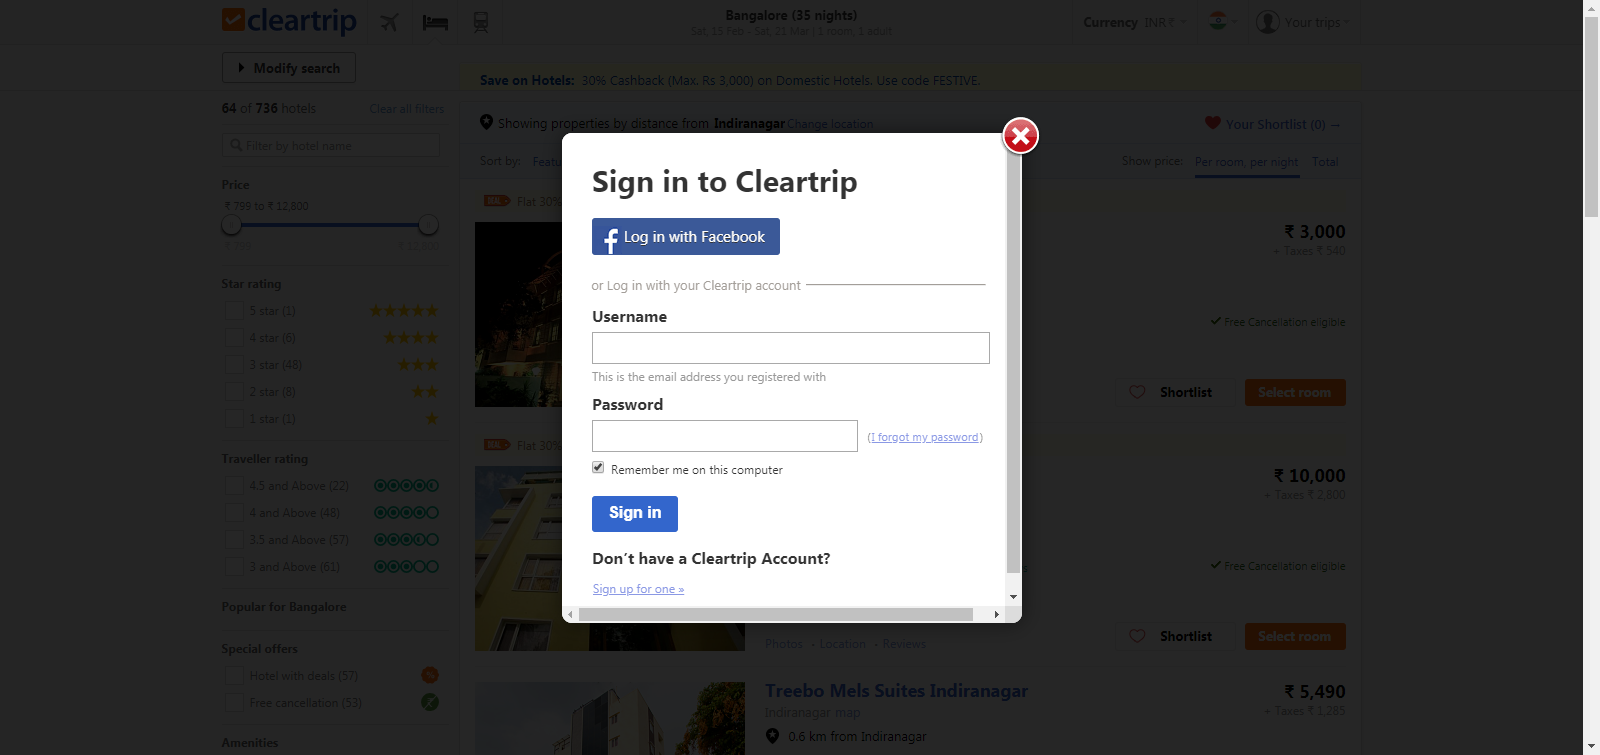 cleartrip
Bangalore (35 nights)
Sat, 15 Feb - Sat, 21 Mar | 1 room, 1 adult
Currency INR ₹
Your trips
Modify search
Save on Hotels: 30% Cashback (Max. Rs 3,000) on Domestic Hotels. Use code FESTIVE.
64 of 736 hotels
Clear all filters
Showing properties by distance from Indiranagar Change location
Your Shortlist (0) →
Filter by hotel name
Sort by:
Show price: Per room, per night Total
Price
₹ 799 to ₹ 12,800
₹ 799 ₹ 12,800
Star rating
5 star (1)
4 star (6)
3 star (48)
2 star (8)
1 star (1)
Traveller rating
4.5 and Above (22)
4 and Above (48)
3.5 and Above (57)
3 and Above (61)
Popular for Bangalore
Special offers
Hotel with deals (57)
Free cancellation (53)
Amenities
Sign in to Cleartrip
f Log in with Facebook
or Log in with your Cleartrip account
Username
This is the email address you registered with
Password
(I forgot my password)
Remember me on this computer
Sign in
Don't have a Cleartrip Account?
Sign up for one »
Flat 30%
₹ 3,000
+ Taxes ₹ 540
Free Cancellation eligible
Shortlist
Select room
Flat 30%
₹ 10,000
+ Taxes ₹ 2,800
Free Cancellation eligible
Shortlist
Select room
Photos - Location - Reviews
Treebo Mels Suites Indiranagar
Indiranagar map
0.6 km from Indiranagar
₹ 5,490
+ Taxes ₹ 1,285